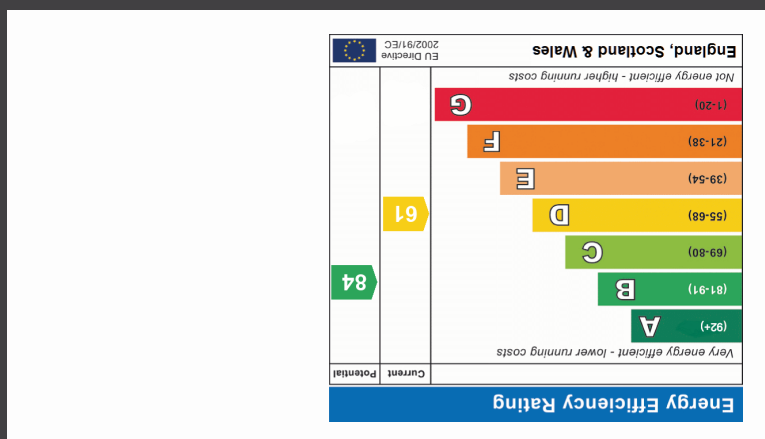 Energy Efficiency Rating
Current Potential
Very energy efficient - lower running costs
(92+) A
(81-91) B
84
(69-80) C
(55-68) D
61
(39-54) E
(21-38) F
(1-20) G
Not energy efficient - higher running costs
England, Scotland & Wales
EU Directive
2002/91/EC